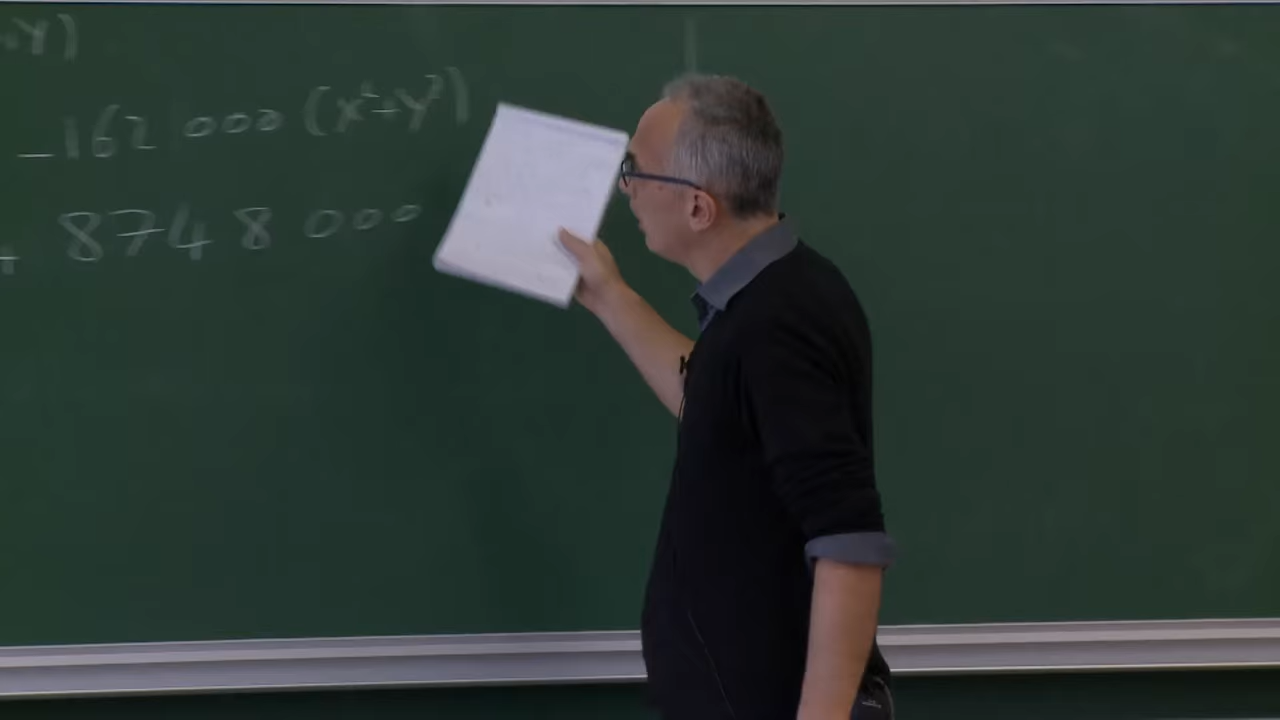 , Y)
- 162 000 (X²+Y²)
+ 8748 000